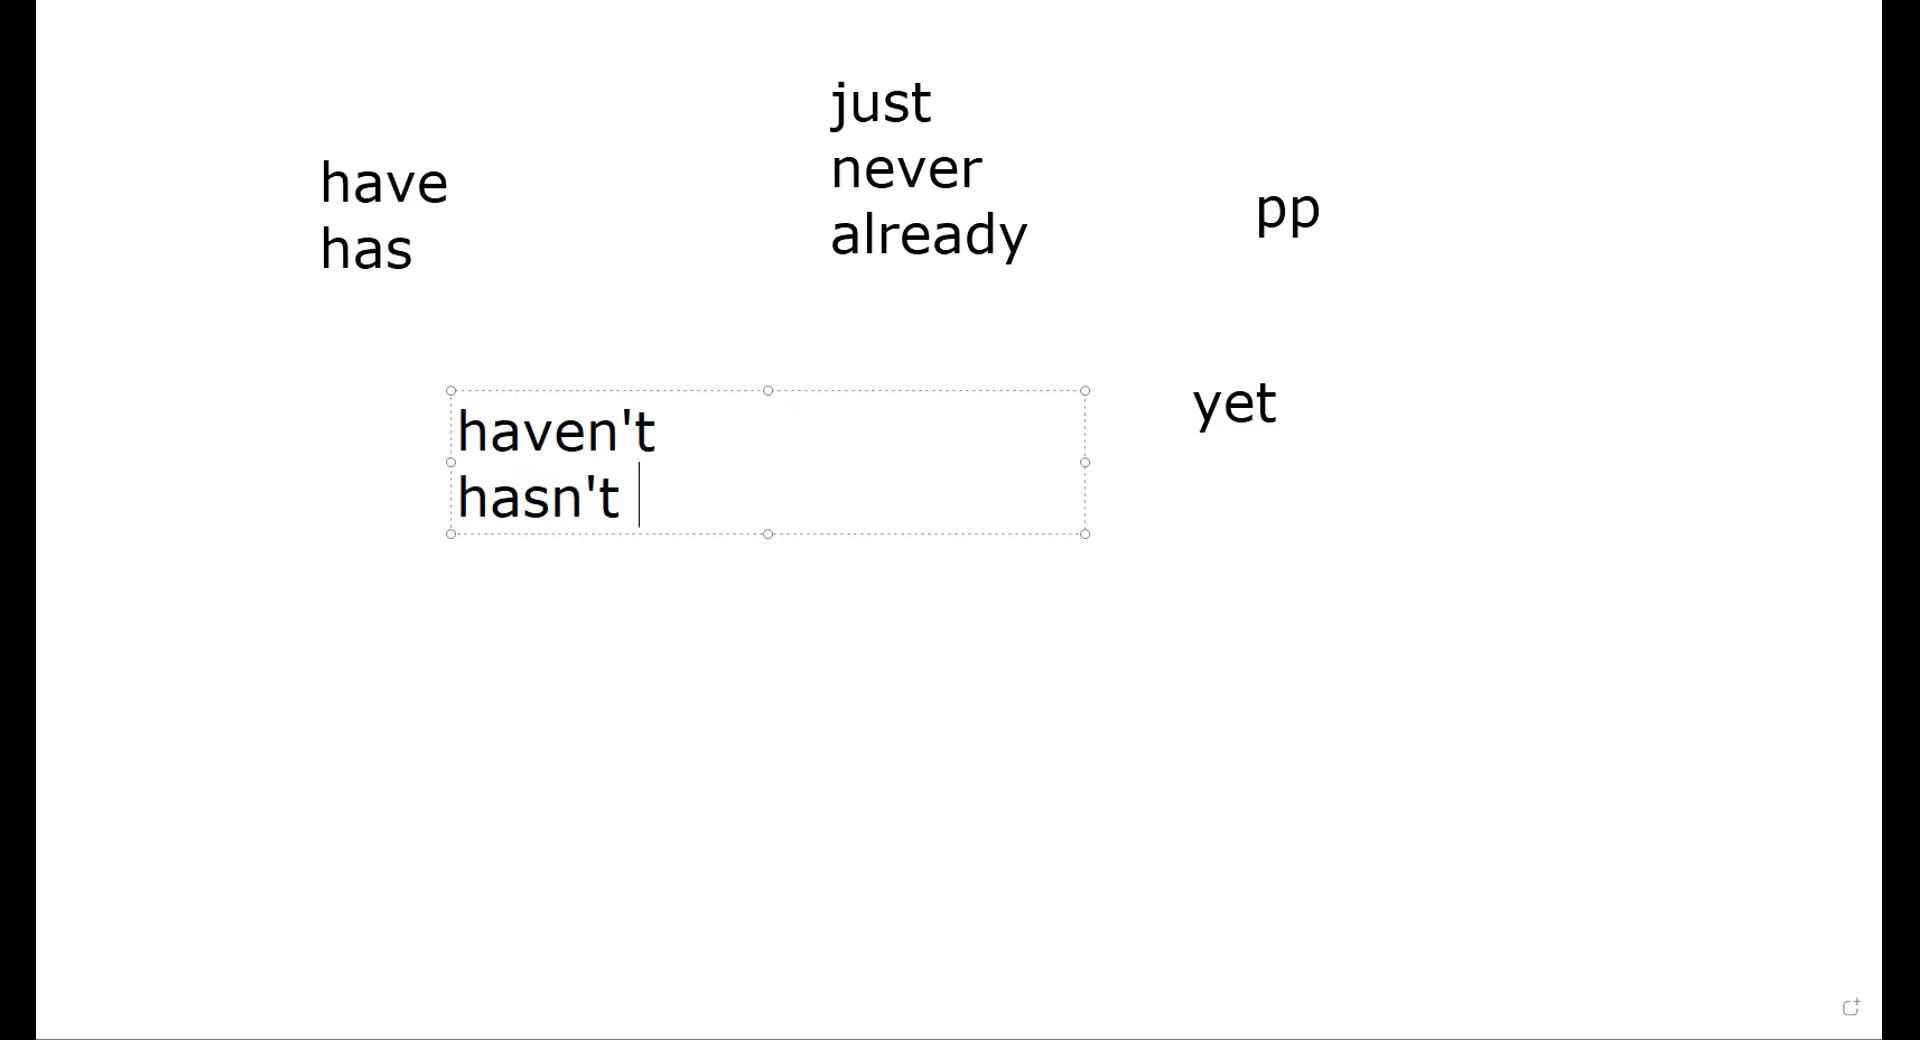 just
never
already
have
has
pp
haven't
hasn't
yet